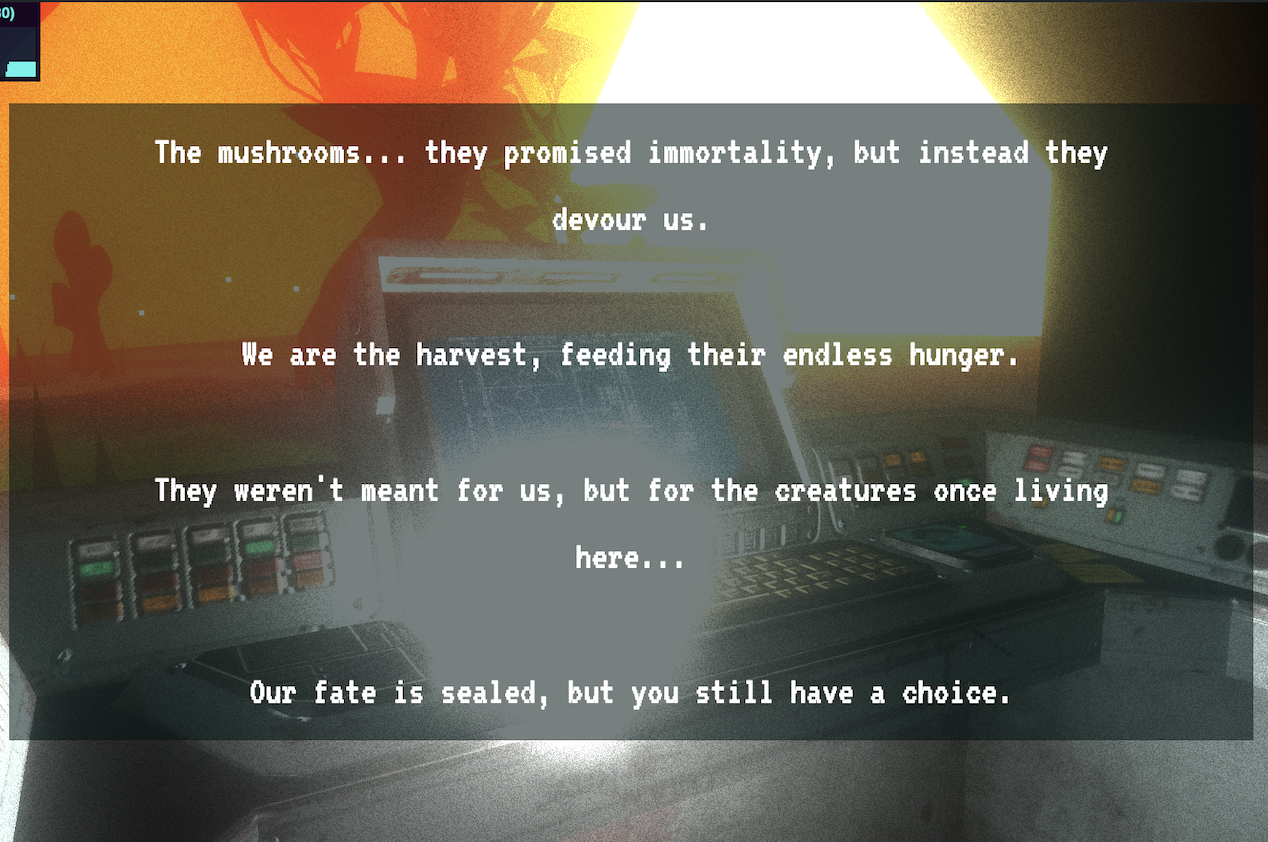 0)
The mushrooms... they promised immortality, but instead they
devour us.
We are the harvest, feeding their endless hunger.
They weren't meant for us, but for the creatures once living
here...
Our fate is sealed, but you still have a choice.